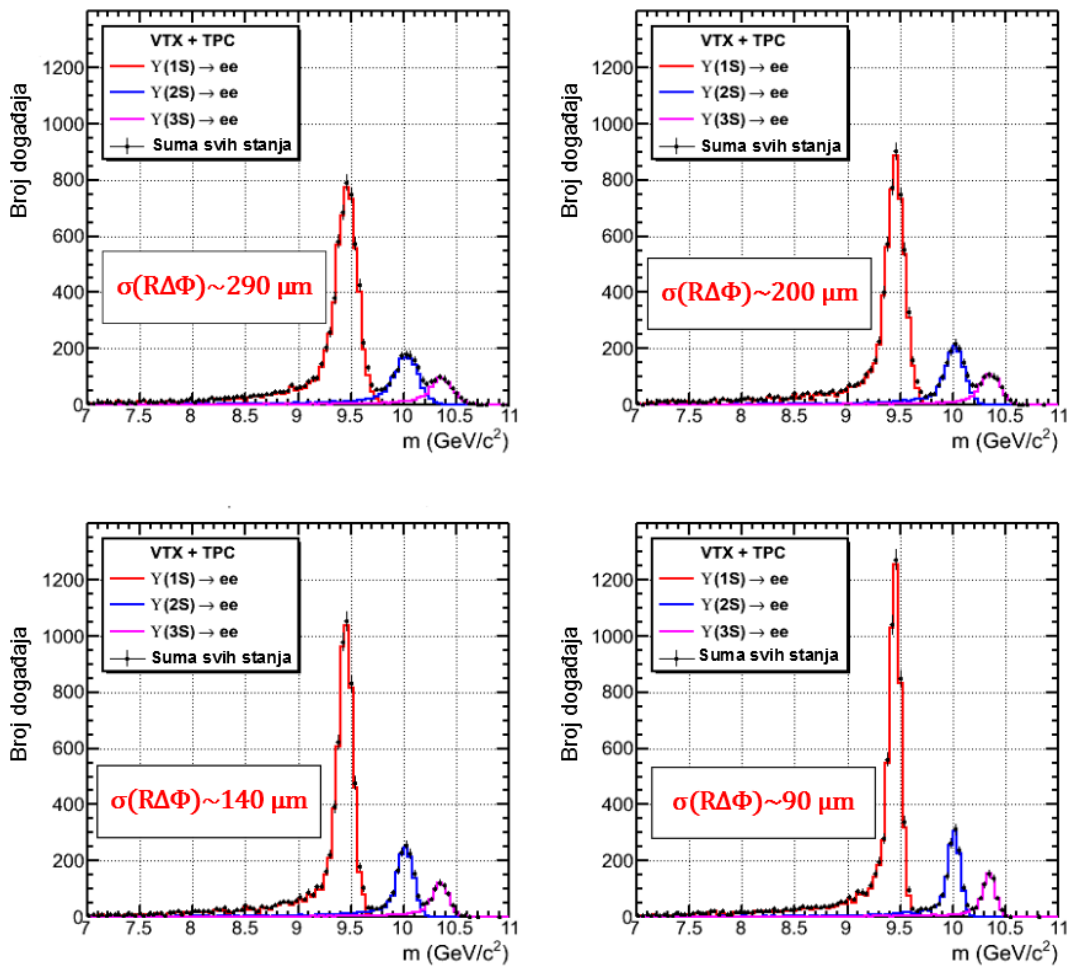 VTX + TPC
Υ(1S) → ee
Υ(2S) → ee
Υ(3S) → ee
Suma svih stanja
σ(RΔΦ)~290 μm
Broj događaja
1200
1000
800
600
400
200
0
7 7.5 8 8.5 9 9.5 10 10.5 11
m (GeV/c²)
VTX + TPC
Υ(1S) → ee
Υ(2S) → ee
Υ(3S) → ee
Suma svih stanja
σ(RΔΦ)~200 μm
Broj događaja
1200
1000
800
600
400
200
0
7 7.5 8 8.5 9 9.5 10 10.5 11
m (GeV/c²)
VTX + TPC
Υ(1S) → ee
Υ(2S) → ee
Υ(3S) → ee
Suma svih stanja
σ(RΔΦ)~140 μm
Broj događaja
1200
1000
800
600
400
200
0
7 7.5 8 8.5 9 9.5 10 10.5 11
m (GeV/c²)
VTX + TPC
Υ(1S) → ee
Υ(2S) → ee
Υ(3S) → ee
Suma svih stanja
σ(RΔΦ)~90 μm
Broj događaja
1200
1000
800
600
400
200
0
7 7.5 8 8.5 9 9.5 10 10.5 11
m (GeV/c²)